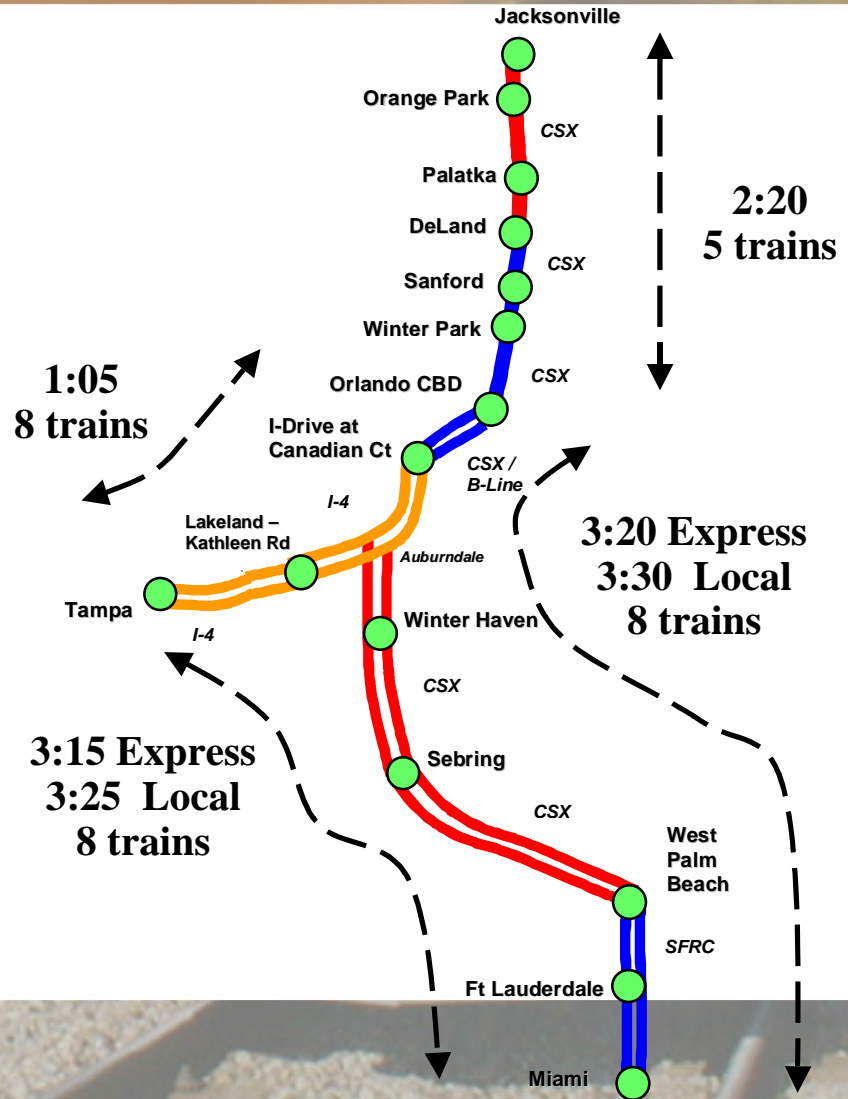 Jacksonville
Orange Park
CSX
Palatka
2:20
5 trains
DeLand
CSX
Sanford
Winter Park
1:05
8 trains
Orlando CBD
CSX
I-Drive at
Canadian Ct
CSX /
B-Line
I-4
Lakeland –
Kathleen Rd
Auburndale
3:20 Express
3:30 Local
8 trains
Tampa
I-4
Winter Haven
CSX
3:15 Express
3:25 Local
8 trains
Sebring
CSX
West
Palm
Beach
SFRC
Ft Lauderdale
Miami